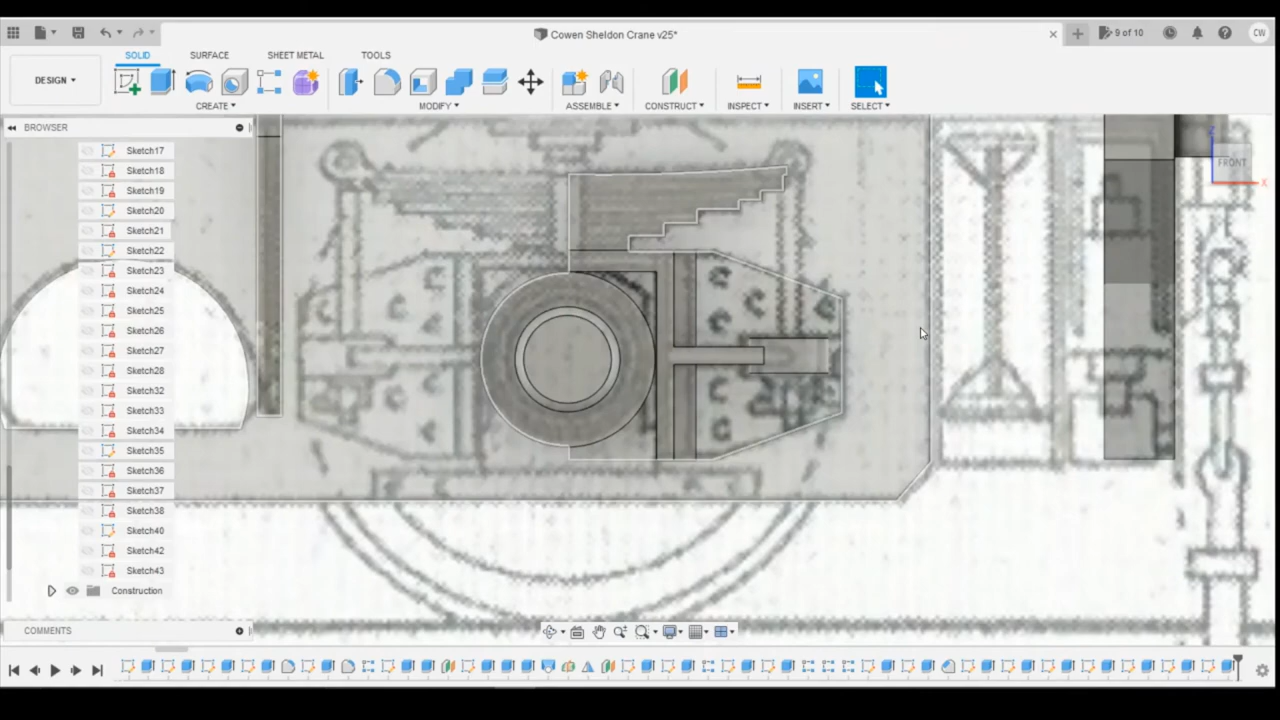 Cowen Sheldon Crane v25*
9 of 10
CW
DESIGN
SOLID
SURFACE
SHEET METAL
TOOLS
CREATE
MODIFY
ASSEMBLE
CONSTRUCT
INSPECT
INSERT
SELECT
BROWSER
Sketch17
Sketch18
Sketch19
Sketch20
Sketch21
Sketch22
Sketch23
Sketch24
Sketch25
Sketch26
Sketch27
Sketch28
Sketch32
Sketch33
Sketch34
Sketch35
Sketch36
Sketch37
Sketch38
Sketch40
Sketch42
Sketch43
Construction
COMMENTS
Z
FRONT
X